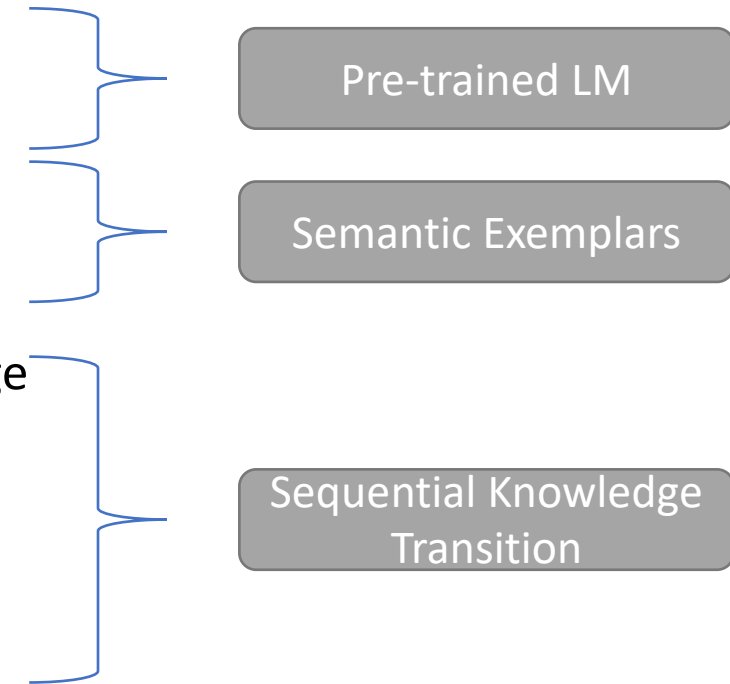 Pre-trained LM
Semantic Exemplars
Sequential Knowledge
Transition